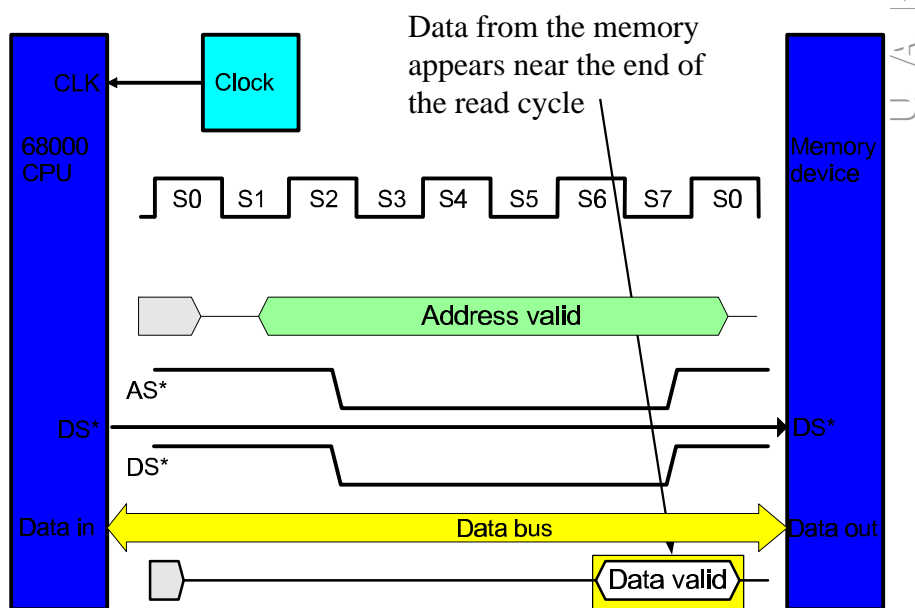 Data from the memory
appears near the end of
the read cycle
CLK
Clock
68000
CPU
Memory
device
S0 S1 S2 S3 S4 S5 S6 S7 S0
Address valid
AS*
DS*
DS*
DS*
Data in
Data bus
Data out
Data valid